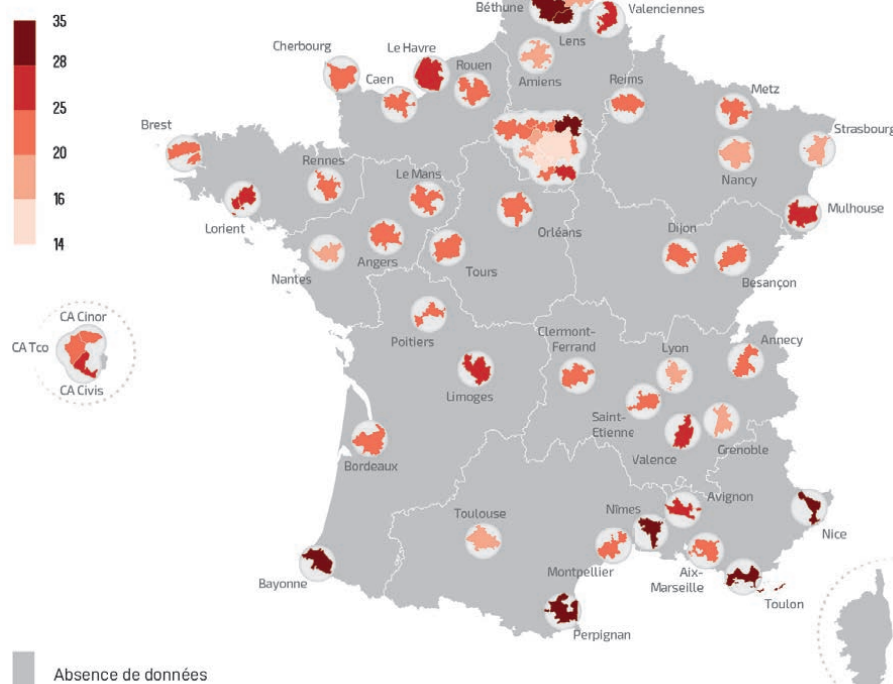 35
28
25
20
16
14
Béthune
Valenciennes
Lens
Cherbourg
Le Havre
Rouen
Caen
Amiens
Reims
Metz
Brest
Strasbourg
Rennes
Le Mans
Nancy
Lorient
Mulhouse
Orléans
Dijon
Angers
Nantes
Tours
Besançon
CA Cinor
CA Tco
CA Civis
Poitiers
Clermont-
Ferrand
Lyon
Annecy
Limoges
Saint-
Etienne
Grenoble
Valence
Bordeaux
Avignon
Nîmes
Toulouse
Nice
Bayonne
Montpellier
Aix-
Marseille
Toulon
Perpignan
Absence de données